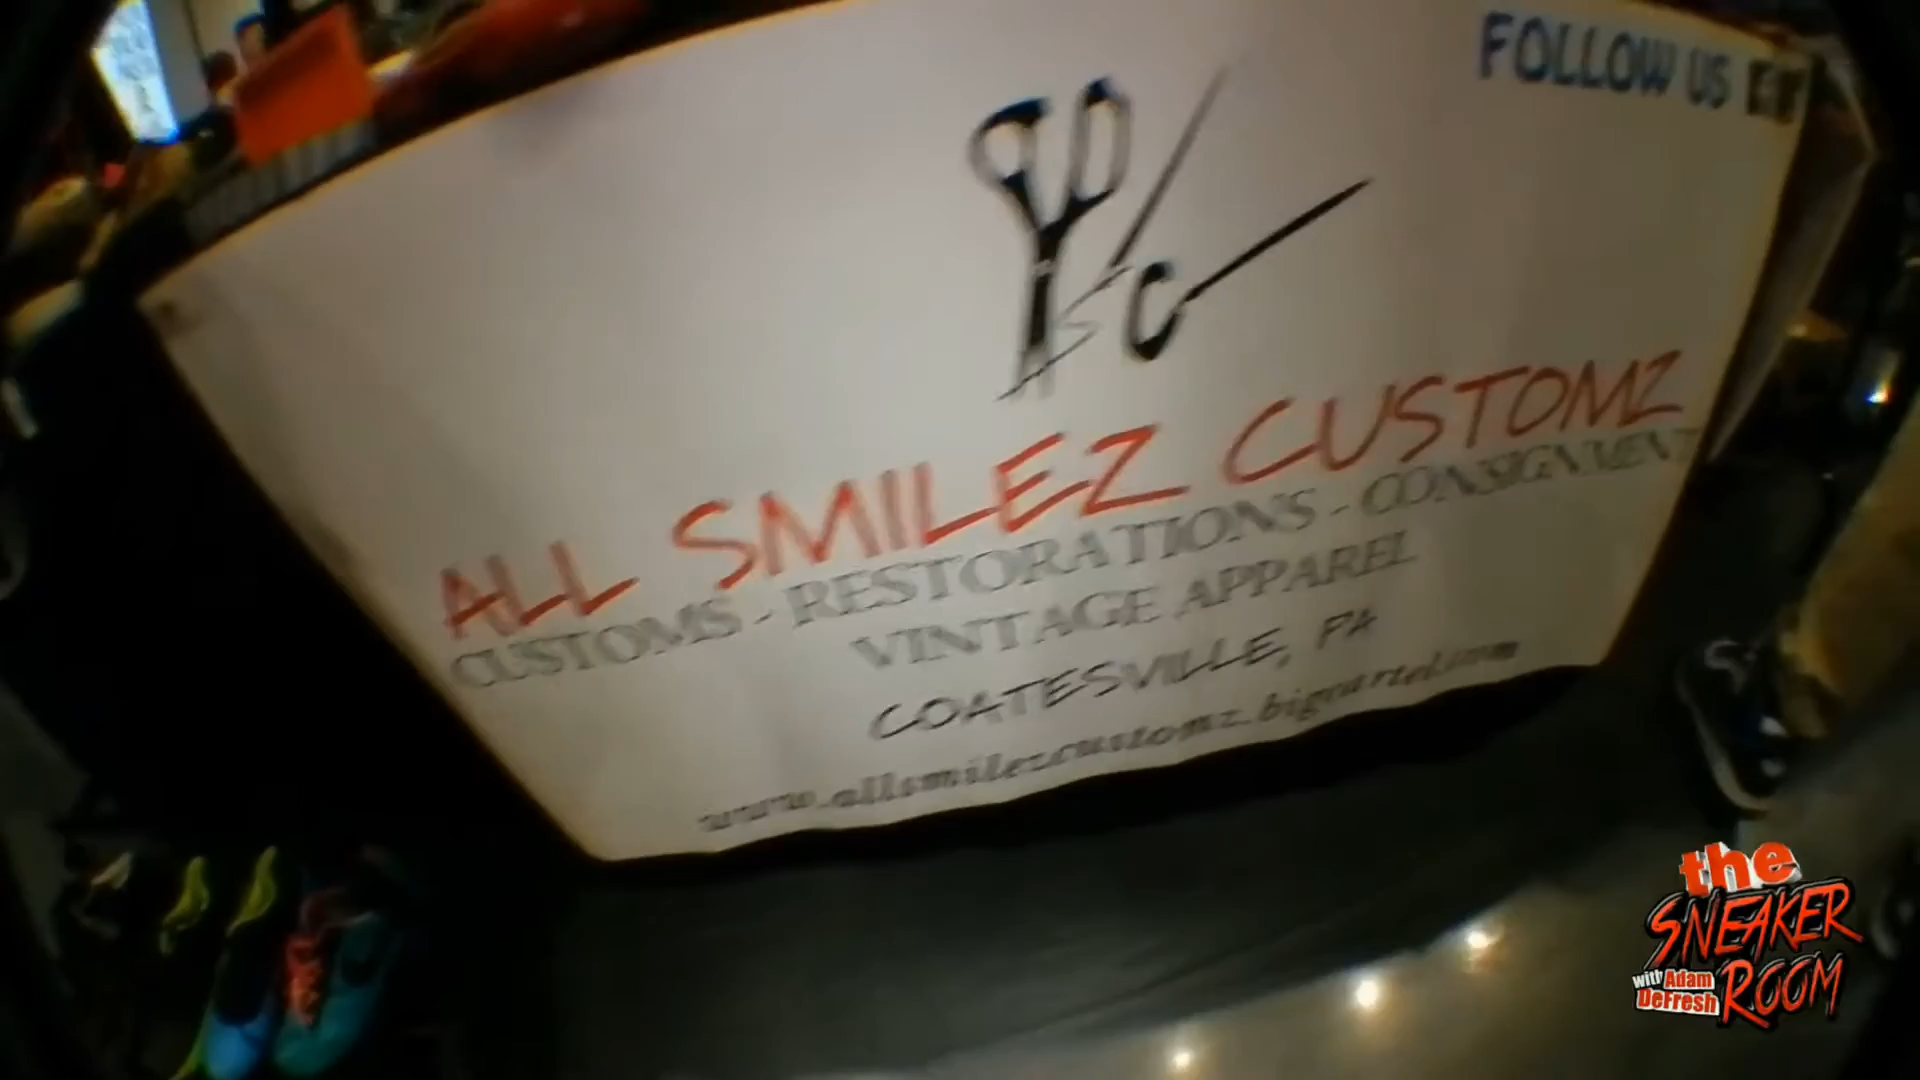 FOLLOW US
ALL SMILEZ CUSTOMZ
CUSTOMS - RESTORATIONS - CONSIGNMENT
VINTAGE APPAREL
COATESVILLE, PA
www.allsmilezcustomz.bigcartel.com
the
SNEAKER
with Adam
DeFresh
ROOM